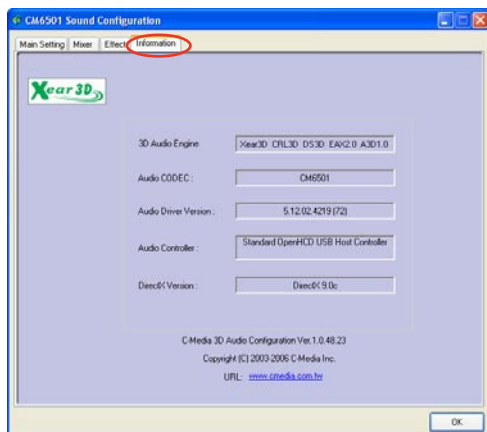 CM6501 Sound Configuration
Main Setting Mixer Effect Information
Xear 3D
3D Audio Engine Xear3D CRL3D DS3D EAX2.0 A3D1.0
Audio CODEC : CM6501
Audio Driver Version : 5.12.02.4219 (72)
Audio Controller : Standard OpenHCD USB Host Controller
DirectX Version : DirectX 9.0c
C-Media 3D Audio Configuration Ver.1.0.48.23
Copyright (C) 2003-2006 C-Media Inc.
URL: www.cmedia.com.tw
OK